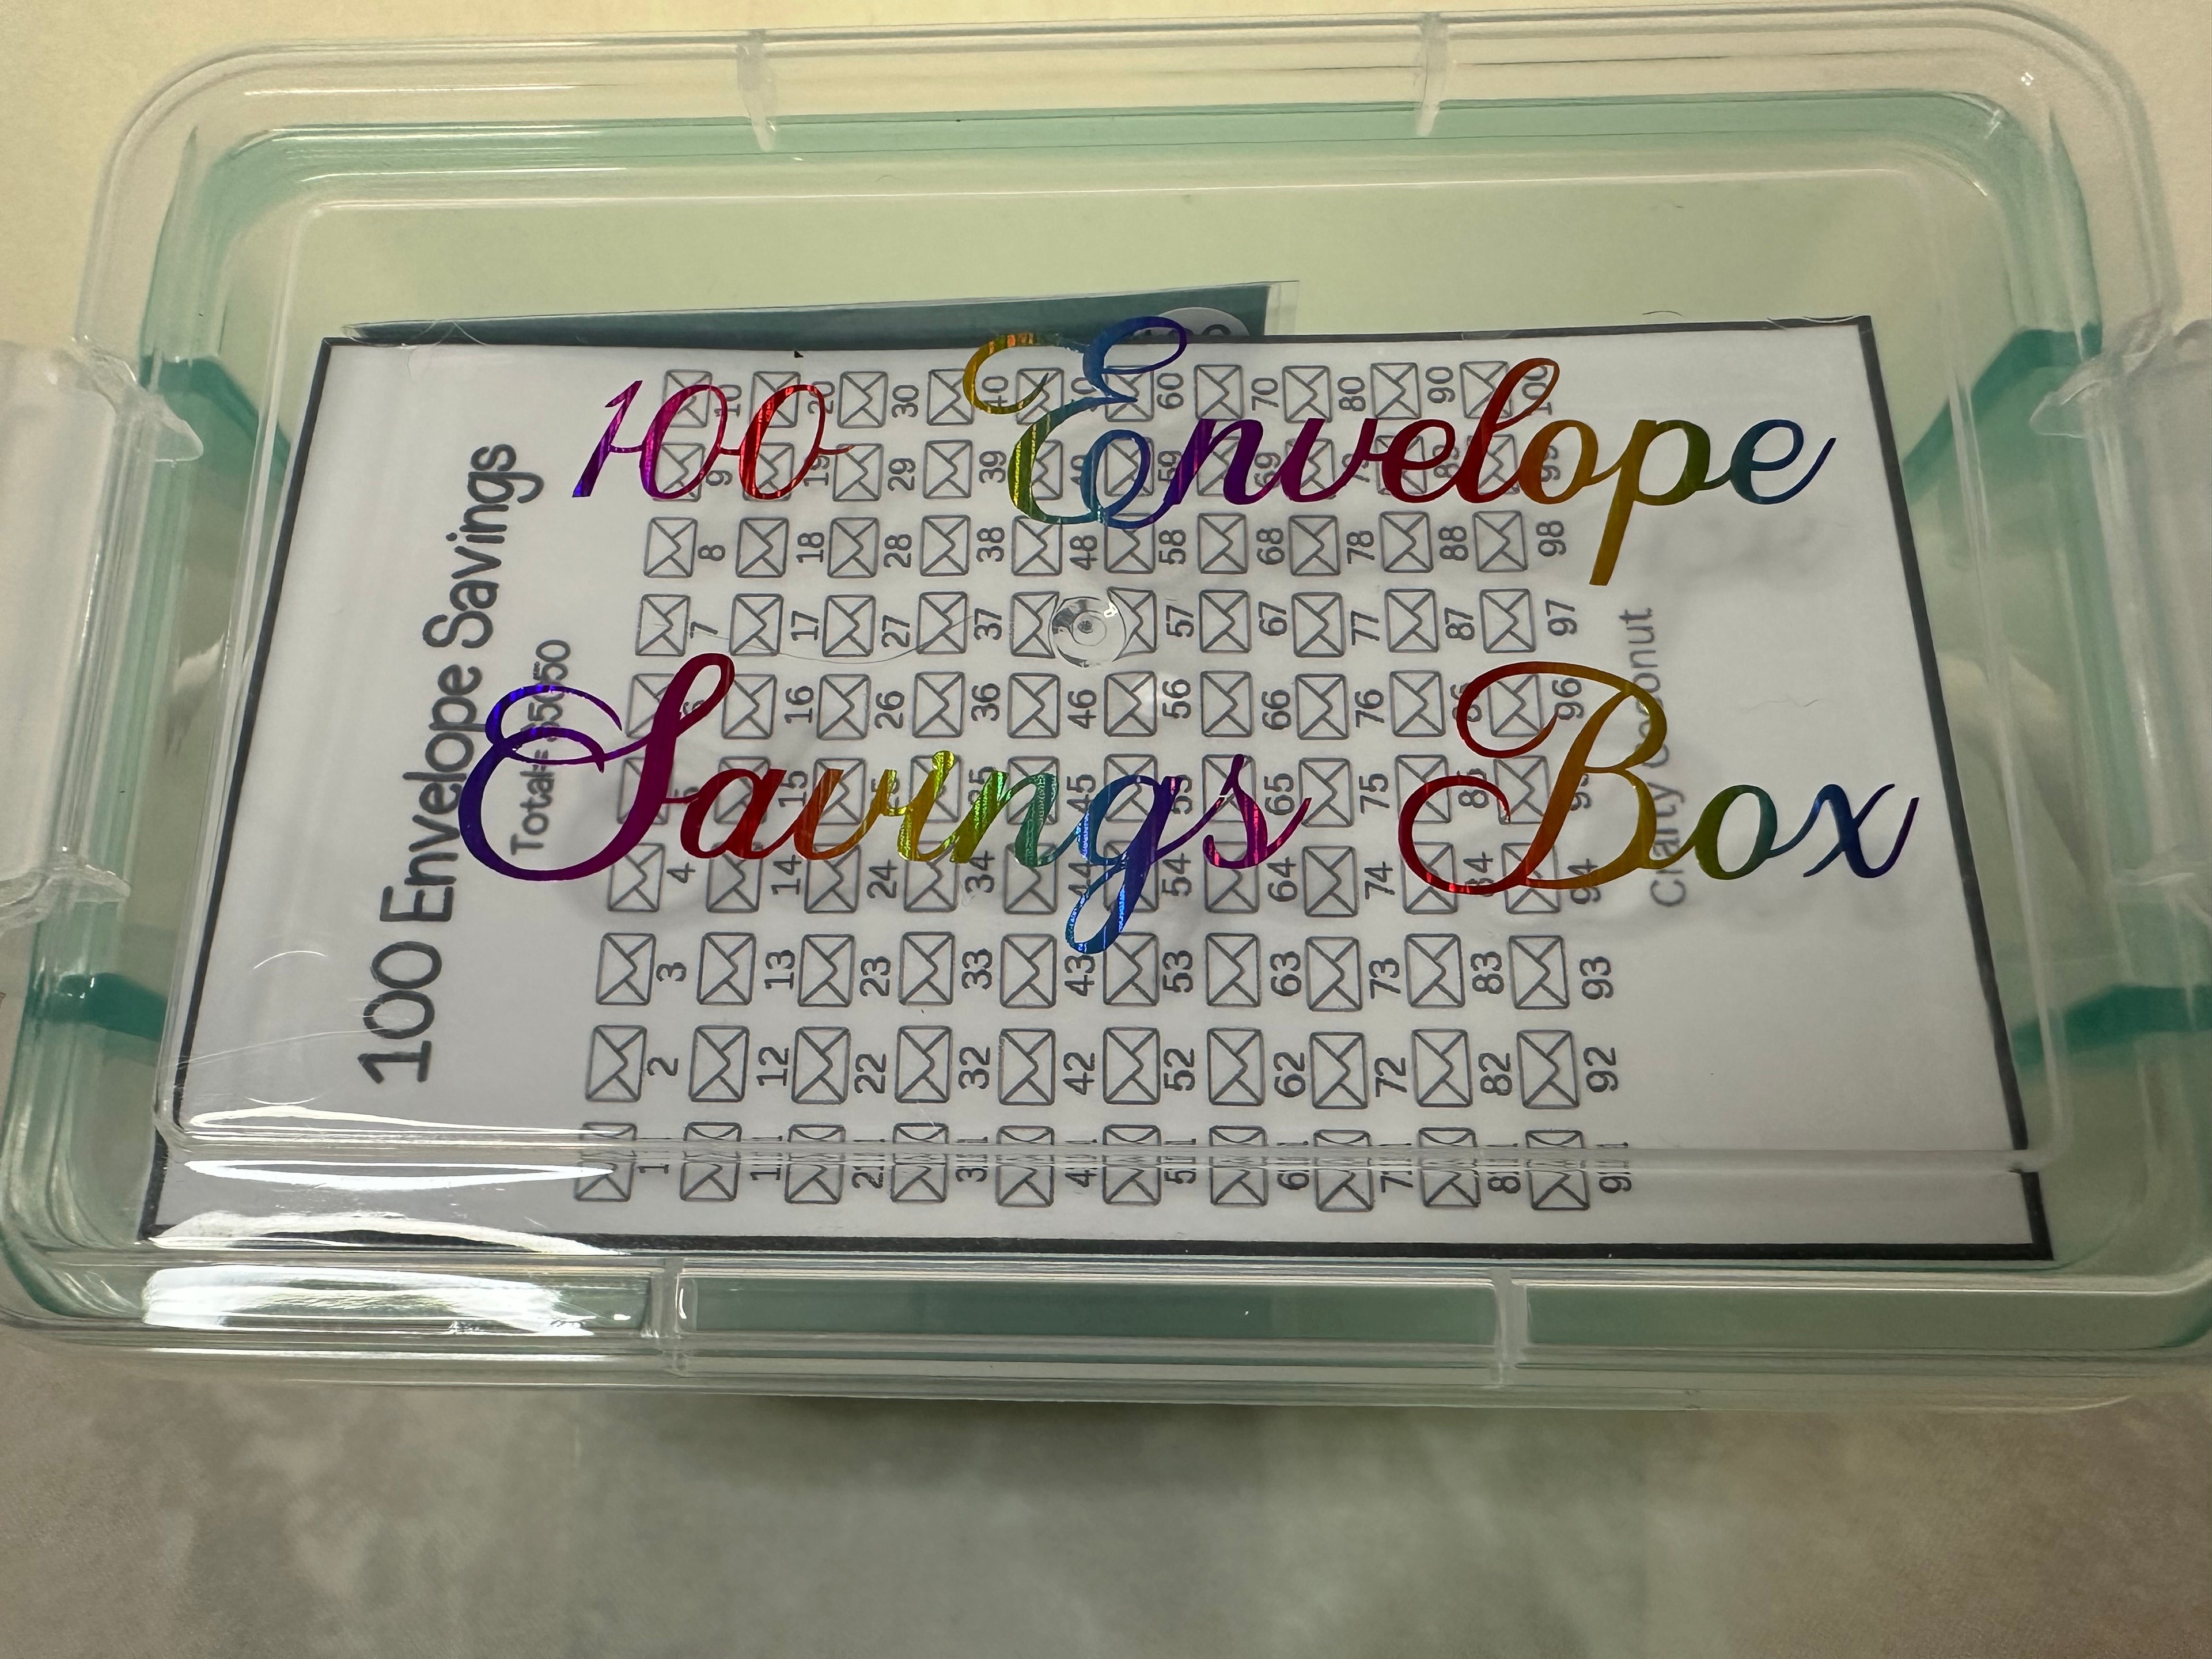 100 Envelope
Savings Box
100 Envelope Savings
Total= $5050
1 2 3 4 5 6 7 8 9 10
11 12 13 14 15 16 17 18 19 20
21 22 23 24 25 26 27 28 29 30
31 32 33 34 35 36 37 38 39 40
41 42 43 44 45 46 48 49 50
51 52 53 54 55 56 57 58 59 60
61 62 63 64 65 66 67 68 69 70
71 72 73 74 75 76 77 78 79 80
81 82 83 84 85 86 87 88 89 90
91 92 93 94 95 96 97 98 99 100
Crafty Coconut